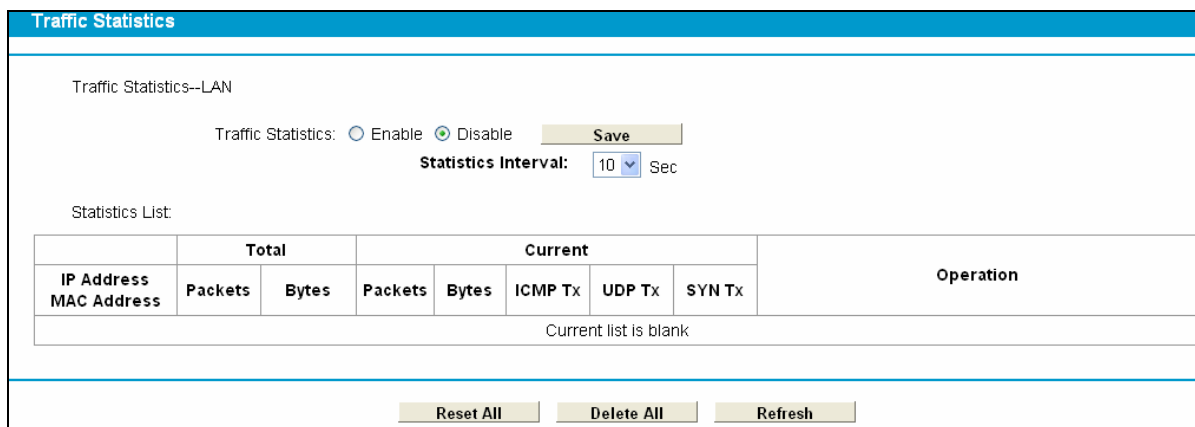 Traffic Statistics
Traffic Statistics--LAN
Traffic Statistics: Enable Disable Save
Statistics Interval: 10 Sec
Statistics List:
Total Current Operation
IP Address MAC Address Packets Bytes Packets Bytes ICMP Tx UDP Tx SYN Tx
Current list is blank
Reset All Delete All Refresh